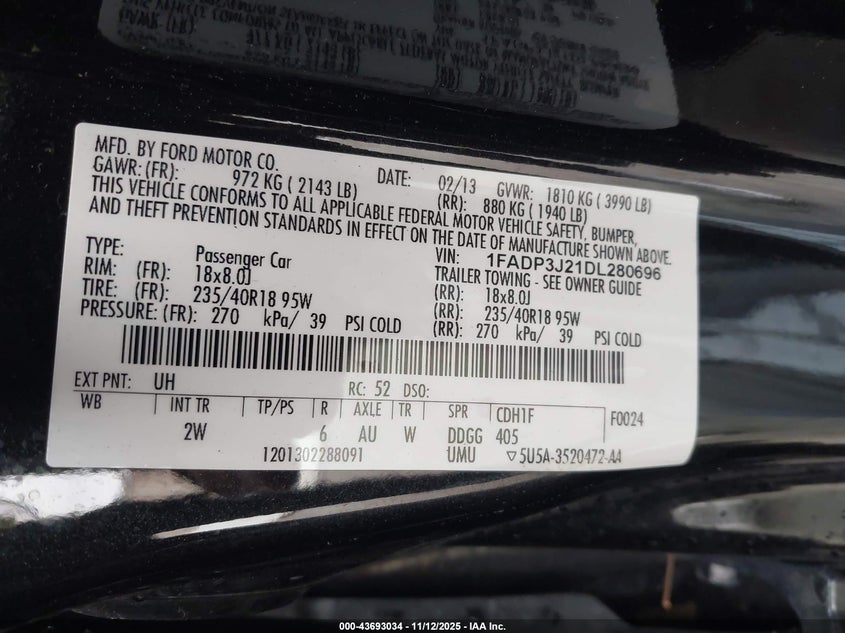 MFD. BY FORD MOTOR CO. DATE: 02/13 GVWR: 1810 KG ( 3990 LB)
GAWR: (FR): 972 KG ( 2143 LB) (RR): 880 KG ( 1940 LB)
THIS VEHICLE CONFORMS TO ALL APPLICABLE FEDERAL MOTOR VEHICLE SAFETY, BUMPER,
AND THEFT PREVENTION STANDARDS IN EFFECT ON THE DATE OF MANUFACTURE SHOWN ABOVE.
VIN: 1FADP3J21DL280696
TYPE: Passenger Car TRAILER TOWING - SEE OWNER GUIDE
RIM: (FR): 18x8.0J (RR): 18x8.0J
TIRE: (FR): 235/40R18 95W (RR): 235/40R18 95W
PRESSURE: (FR): 270 kPa/ 39 PSI COLD (RR): 270 kPa/ 39 PSI COLD
EXT PNT: UH RC: 52 DSO:
WB INT TR TP/PS R AXLE TR SPR CDH1F F0024
2W 6 AU W DDGG 405
1201302288091 UMU ▽5U5A-3520472-AA
000-43693034 - 11/12/2025 - IAA Inc.